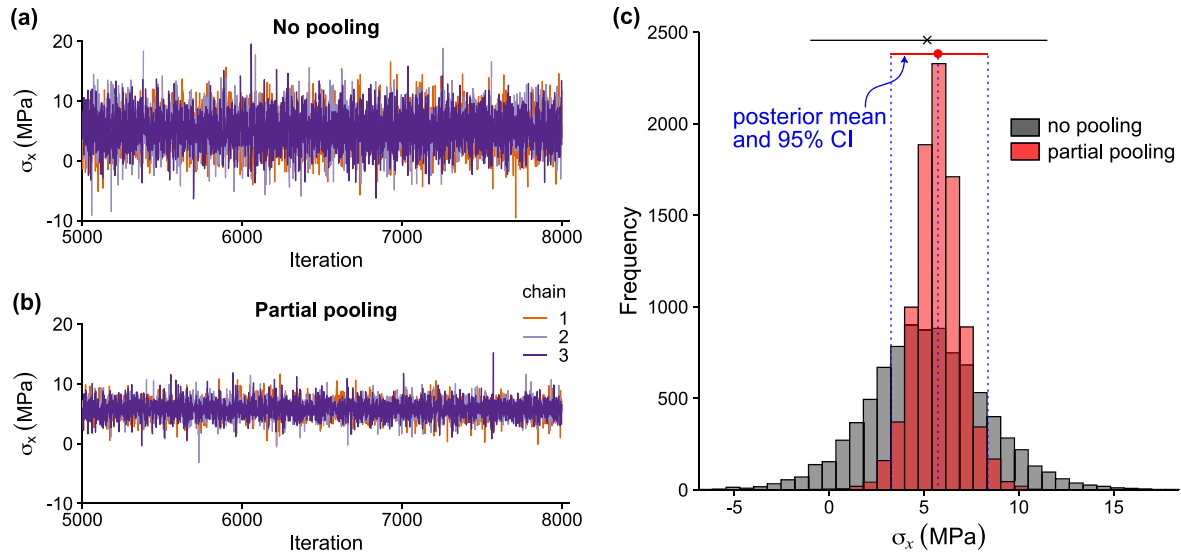 (a)
No pooling
20
10
0
-10
σx (MPa)
5000
6000
7000
8000
Iteration
(b)
Partial pooling
chain
1
2
3
20
10
0
-10
σx (MPa)
5000
6000
7000
8000
Iteration
(c)
2500
2000
1500
1000
500
0
Frequency
posterior mean
and 95% CI
no pooling
partial pooling
-5
0
5
10
15
σx (MPa)